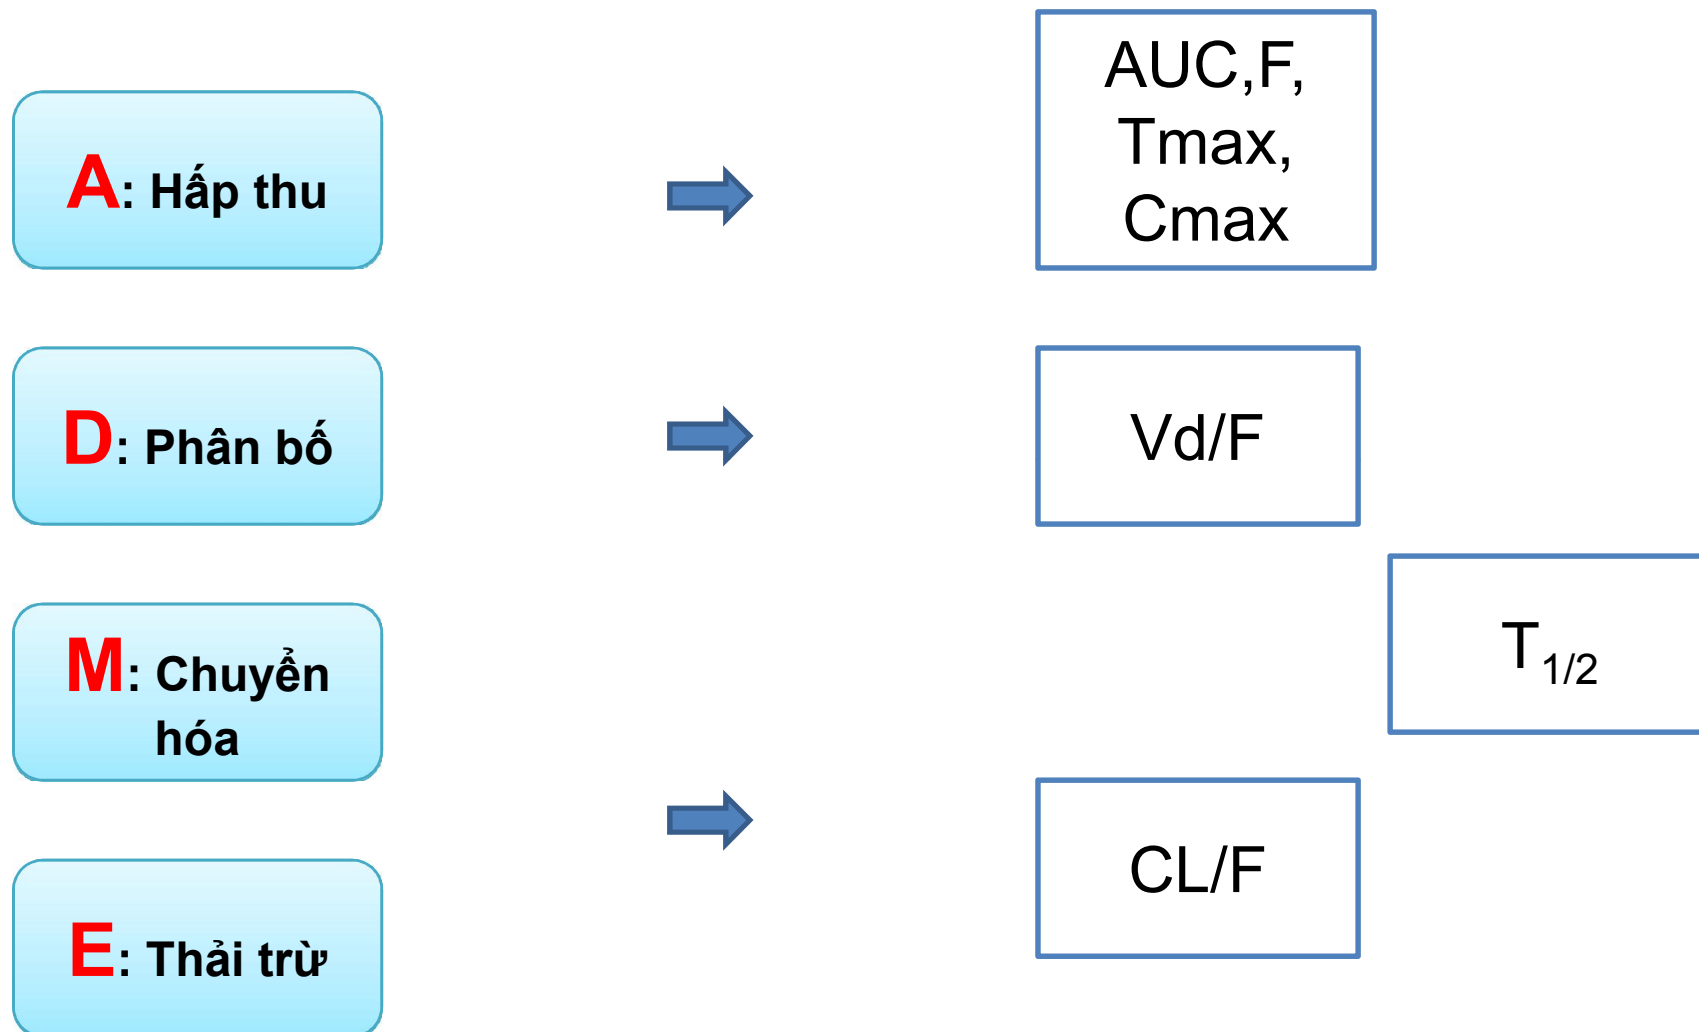 A: Hấp thu
AUC,F,
Tmax,
Cmax
D: Phân bố
Vd/F
M: Chuyển
hóa
T1/2
E: Thải trừ
CL/F